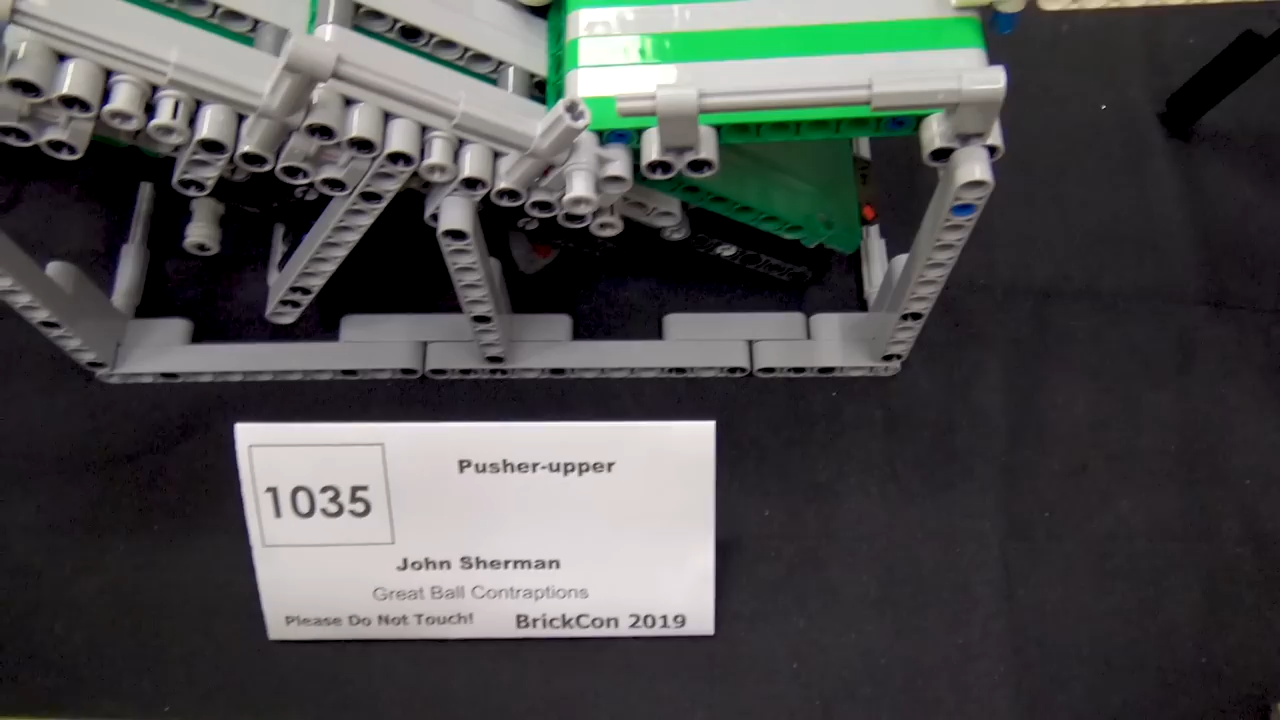 Pusher-upper
1035
John Sherman
Great Ball Contraptions
Please Do Not Touch! BrickCon 2019